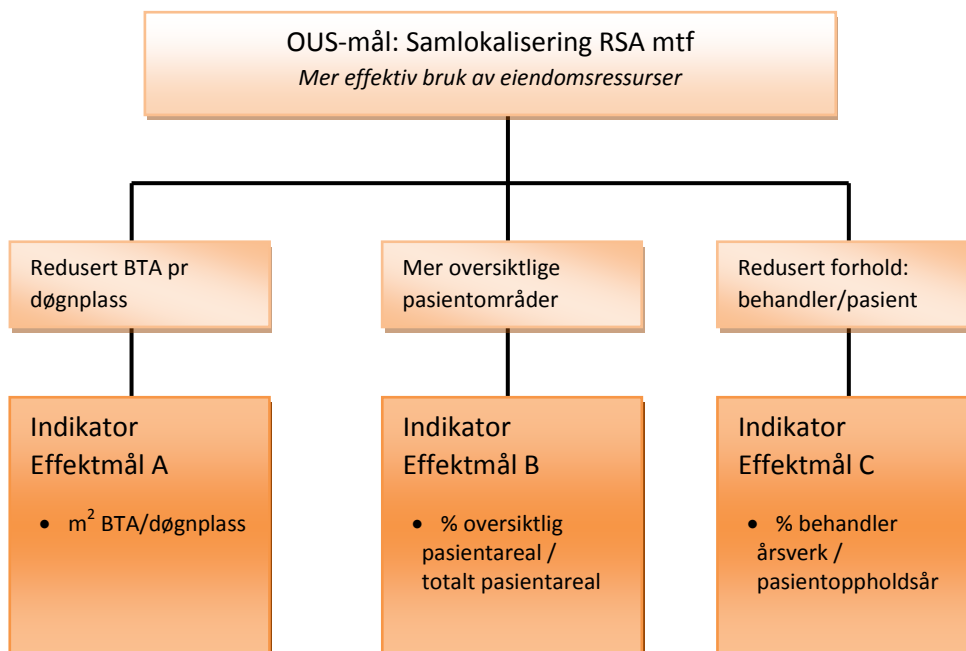 OUS-mål: Samlokalisering RSA mtf
Mer effektiv bruk av eiendomsressurser
Redusert BTA pr
døgnplass
Mer oversiktlige
pasientområder
Redusert forhold:
behandler/pasient
Indikator
Effektmål A
• m² BTA/døgnplass
Indikator
Effektmål B
• % oversiktlig
pasientareal /
totalt pasientareal
Indikator
Effektmål C
• % behandler
årsverk /
pasientoppholdsår